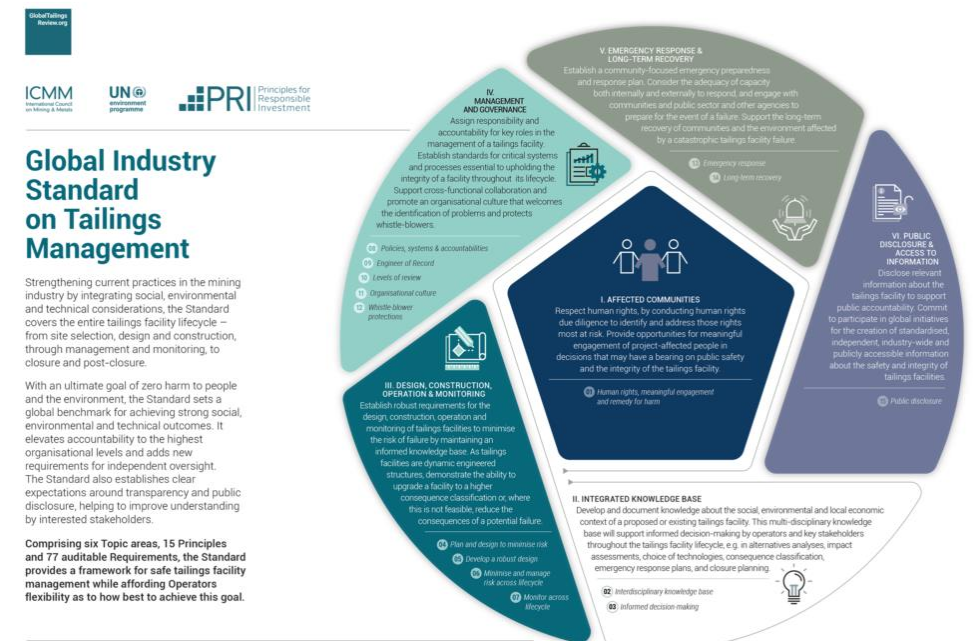 GlobalTailings
Review.org
ICMM
International Council
on Mining & Metals
UN
environment
programme
PRI
Principles for
Responsible
Investment
Global Industry
Standard
on Tailings
Management
Strengthening current practices in the mining
industry by integrating social, environmental
and technical considerations, the Standard
covers the entire tailings facility lifecycle –
from site selection, design and construction,
through management and monitoring, to
closure and post-closure.
With an ultimate goal of zero harm to people
and the environment, the Standard sets a
global benchmark for achieving strong social,
environmental and technical outcomes. It
elevates accountability to the highest
organisational levels and adds new
requirements for independent oversight.
The Standard also establishes clear
expectations around transparency and public
disclosure, helping to improve understanding
by interested stakeholders.
Comprising six Topic areas, 15 Principles
and 77 auditable Requirements, the Standard
provides a framework for safe tailings facility
management while affording Operators
flexibility as to how best to achieve this goal.
I. AFFECTED COMMUNITIES
Respect human rights, by conducting human rights
due diligence to identify and address those rights
most at risk. Provide opportunities for meaningful
engagement of project-affected people in
decisions that may have a bearing on public safety
and the integrity of the tailings facility.
01 Human rights, meaningful engagement
and remedy for harm
II. INTEGRATED KNOWLEDGE BASE
Develop and document knowledge about the social, environmental and local economic
context of a proposed or existing tailings facility. This multi-disciplinary knowledge
base will support informed decision-making by operators and key stakeholders
throughout the tailings facility lifecycle, e.g. in alternatives analyses, impact
assessments, choice of technologies, consequence classification,
emergency response plans, and closure planning.
02 Interdisciplinary knowledge base
03 Informed decision-making
III. DESIGN, CONSTRUCTION,
OPERATION & MONITORING
Establish robust requirements for the
design, construction, operation and
monitoring of tailings facilities to minimise
the risk of failure by maintaining an
informed knowledge base. As tailings
facilities are dynamic engineered
structures, demonstrate the ability to
upgrade a facility to a higher
consequence classification or, where
this is not feasible, reduce the
consequences of a potential failure.
04 Plan and design to minimise risk
05 Develop a robust design
06 Minimise and manage
risk across lifecycle
07 Monitor across
lifecycle
IV.
MANAGEMENT
AND GOVERNANCE
Assign responsibility and
accountability for key roles in the
management of a tailings facility.
Establish standards for critical systems
and processes essential to upholding the
integrity of a facility throughout its lifecycle.
Support cross-functional collaboration and
promote an organisational culture that welcomes
the identification of problems and protects
whistle-blowers.
08 Policies, systems & accountabilities
09 Engineer of Record
10 Levels of review
11 Organisational culture
12 Whistle-blower
protections
V. EMERGENCY RESPONSE &
LONG-TERM RECOVERY
Establish a community-focused emergency preparedness
and response plan. Consider the adequacy of capacity
both internally and externally to respond, and engage with
communities and public sector and other agencies to
prepare for the event of a failure. Support the long-term
recovery of communities and the environment affected
by a catastrophic tailings facility failure.
13 Emergency response
14 Long-term recovery
VI. PUBLIC
DISCLOSURE &
ACCESS TO
INFORMATION
Disclose relevant
information about the
tailings facility to support
public accountability. Commit
to participate in global initiatives
for the creation of standardised,
independent, industry-wide and
publicly accessible information
about the safety and integrity of
tailings facilities.
15 Public disclosure